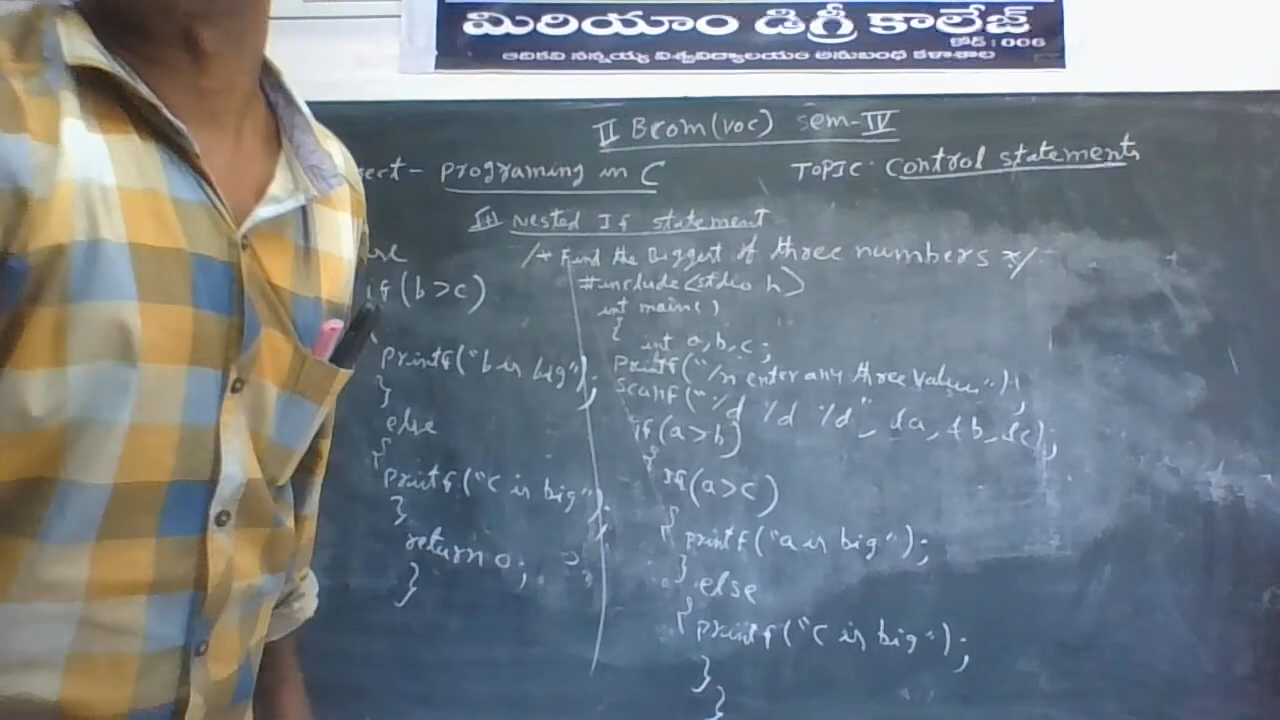 మిరియాం డిగ్రీ కాలేజ్
కోడ్ : 006
ఆదికవి నన్నయ్య విశ్వవిద్యాలయం అనుబంధ కళాశాల
II Bcom(voc) sem-IV
ject - Programing in C
TOPIC: Control statements
Nested If statement
/* Find the Biggest of three numbers */
#include<stdio h>
int main()
{
int a,b,c;
printf("/n enter any three values");
scanf("%d %d %d", &a, &b, &c);
if(a>b)
{
if(a>c)
{
printf("a is big");
}
else
{
printf("c is big");
}
}
if(b>c)
printf("b is big");
}
else
{
printf("c is big");
}
return 0;
}